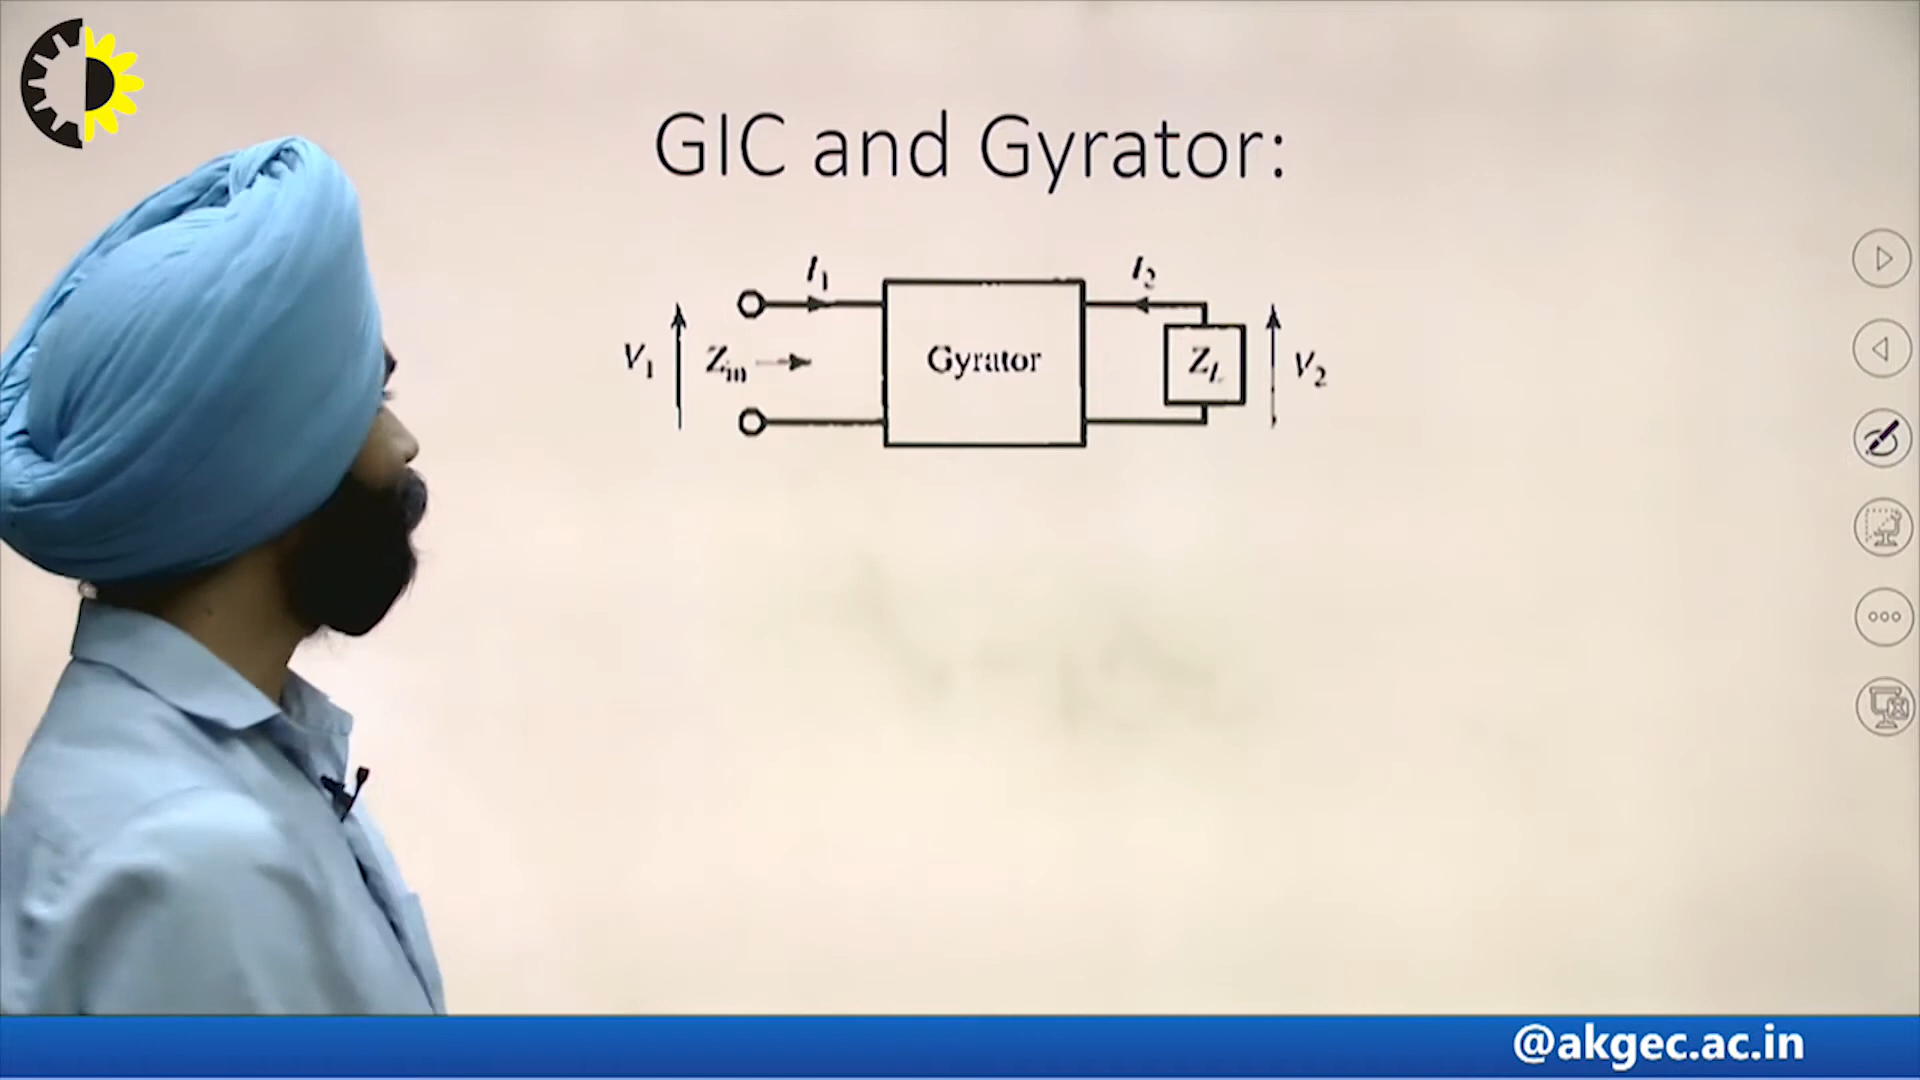 GIC and Gyrator:
I1
I2
V1
Zin
Gyrator
ZL
V2
@akgec.ac.in